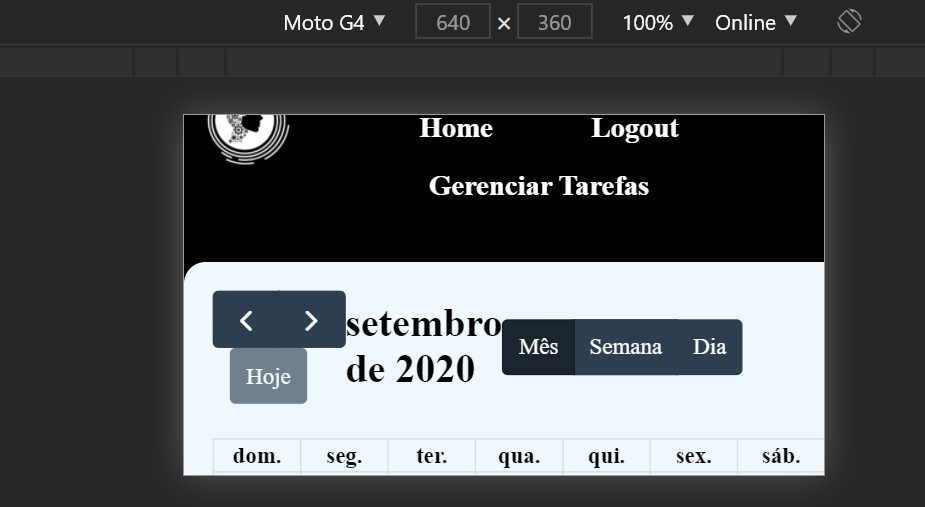 Moto G4 ▼ 640 × 360 100% ▼ Online ▼
Home Logout
Gerenciar Tarefas
setembro
de 2020
Mês Semana Dia
Hoje
dom. seg. ter. qua. qui. sex. sáb.